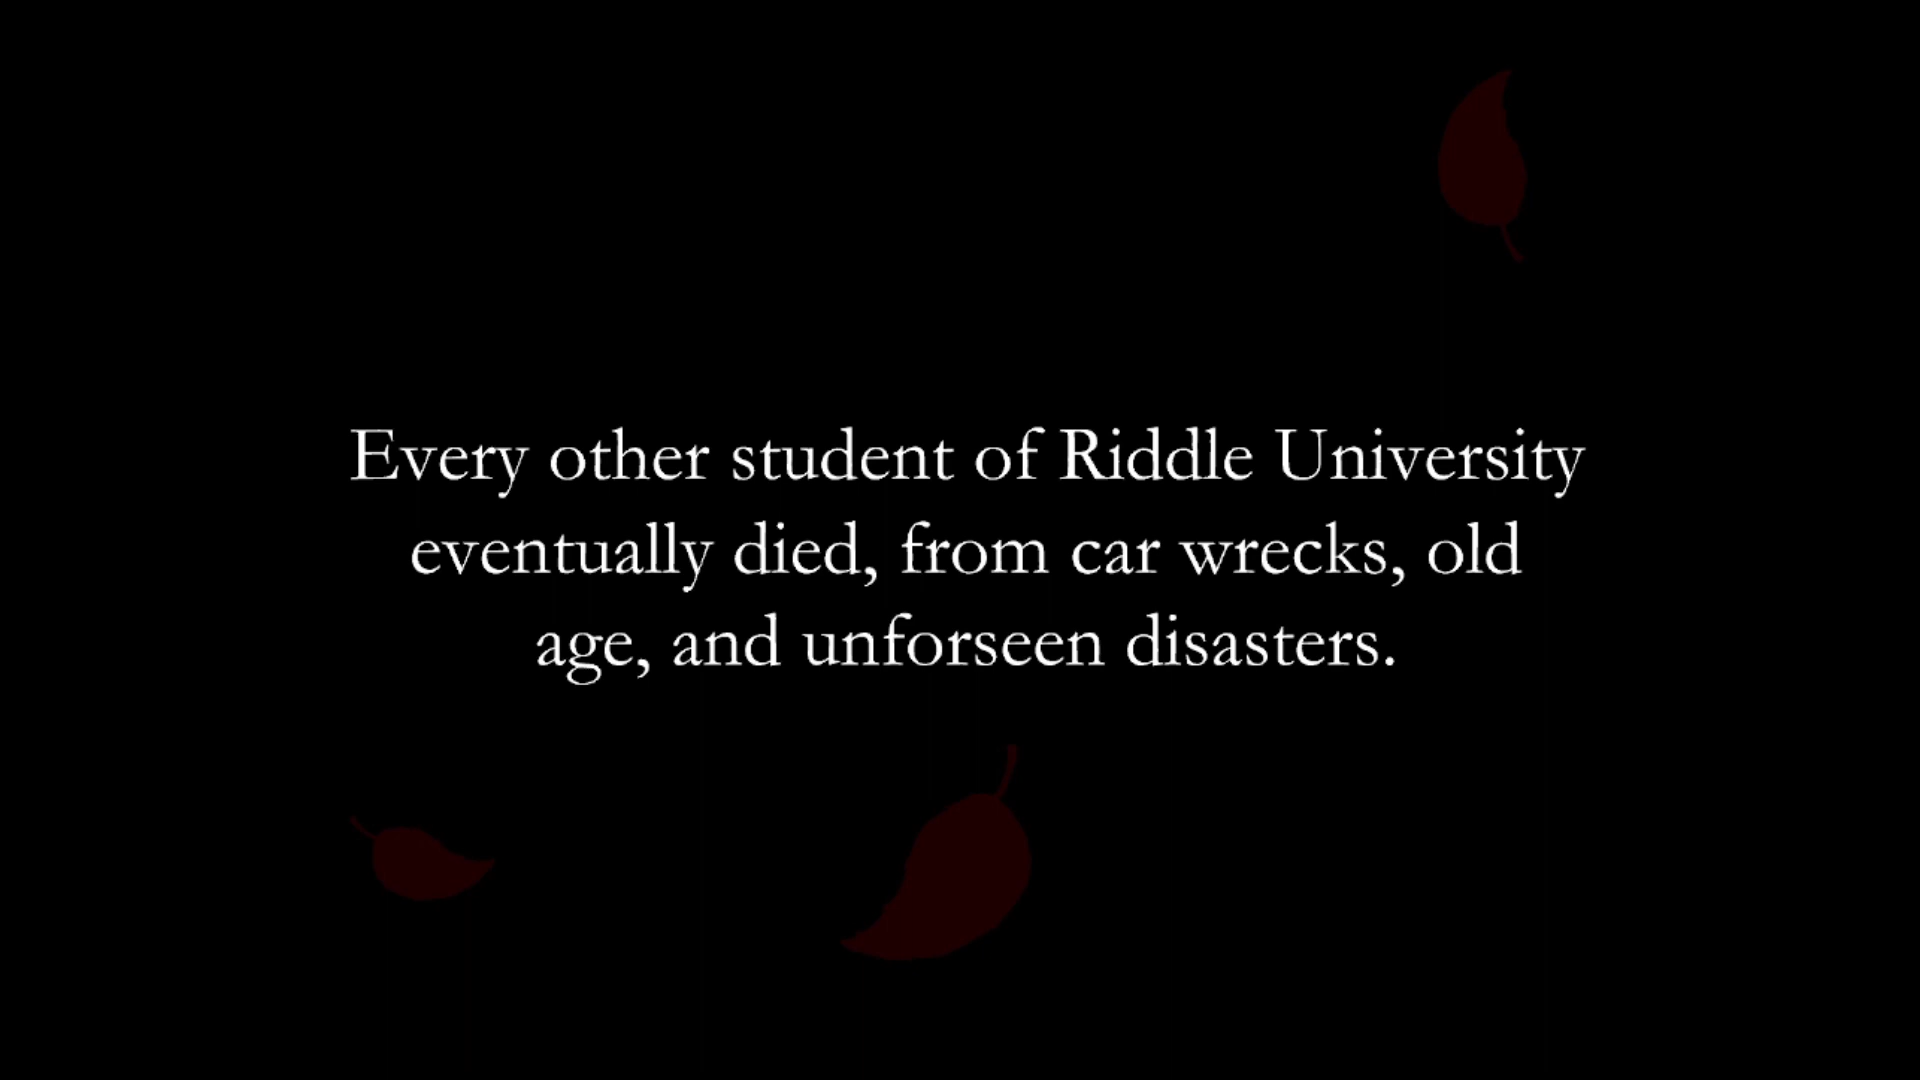 Every other student of Riddle University
eventually died, from car wrecks, old
age, and unforseen disasters.